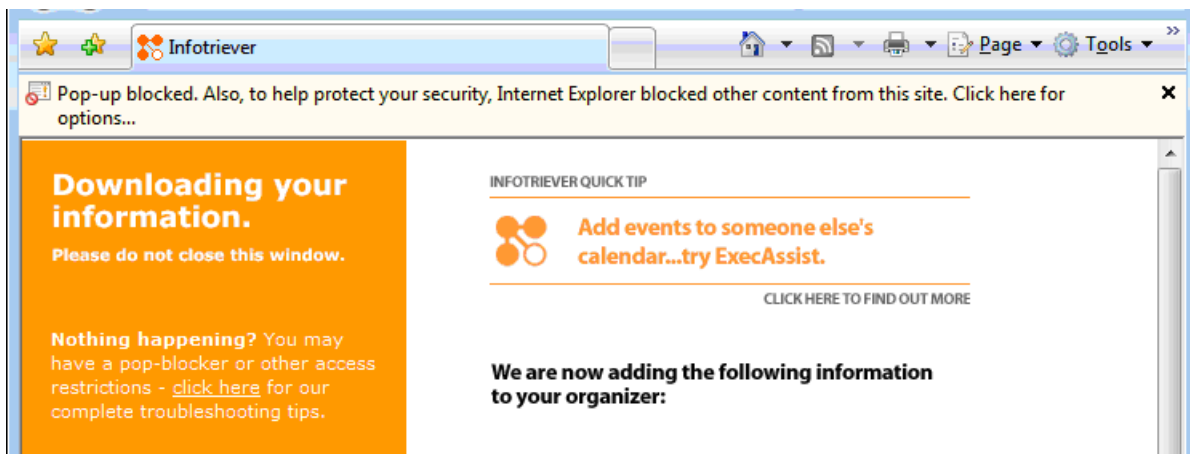 Infotriever
Page
Tools
»
Pop-up blocked. Also, to help protect your security, Internet Explorer blocked other content from this site. Click here for
options...
Downloading your
information.
Please do not close this window.
Nothing happening? You may
have a pop-blocker or other access
restrictions - click here for our
complete troubleshooting tips.
INFOTRIEVER QUICK TIP
Add events to someone else's
calendar...try ExecAssist.
CLICK HERE TO FIND OUT MORE
We are now adding the following information
to your organizer: